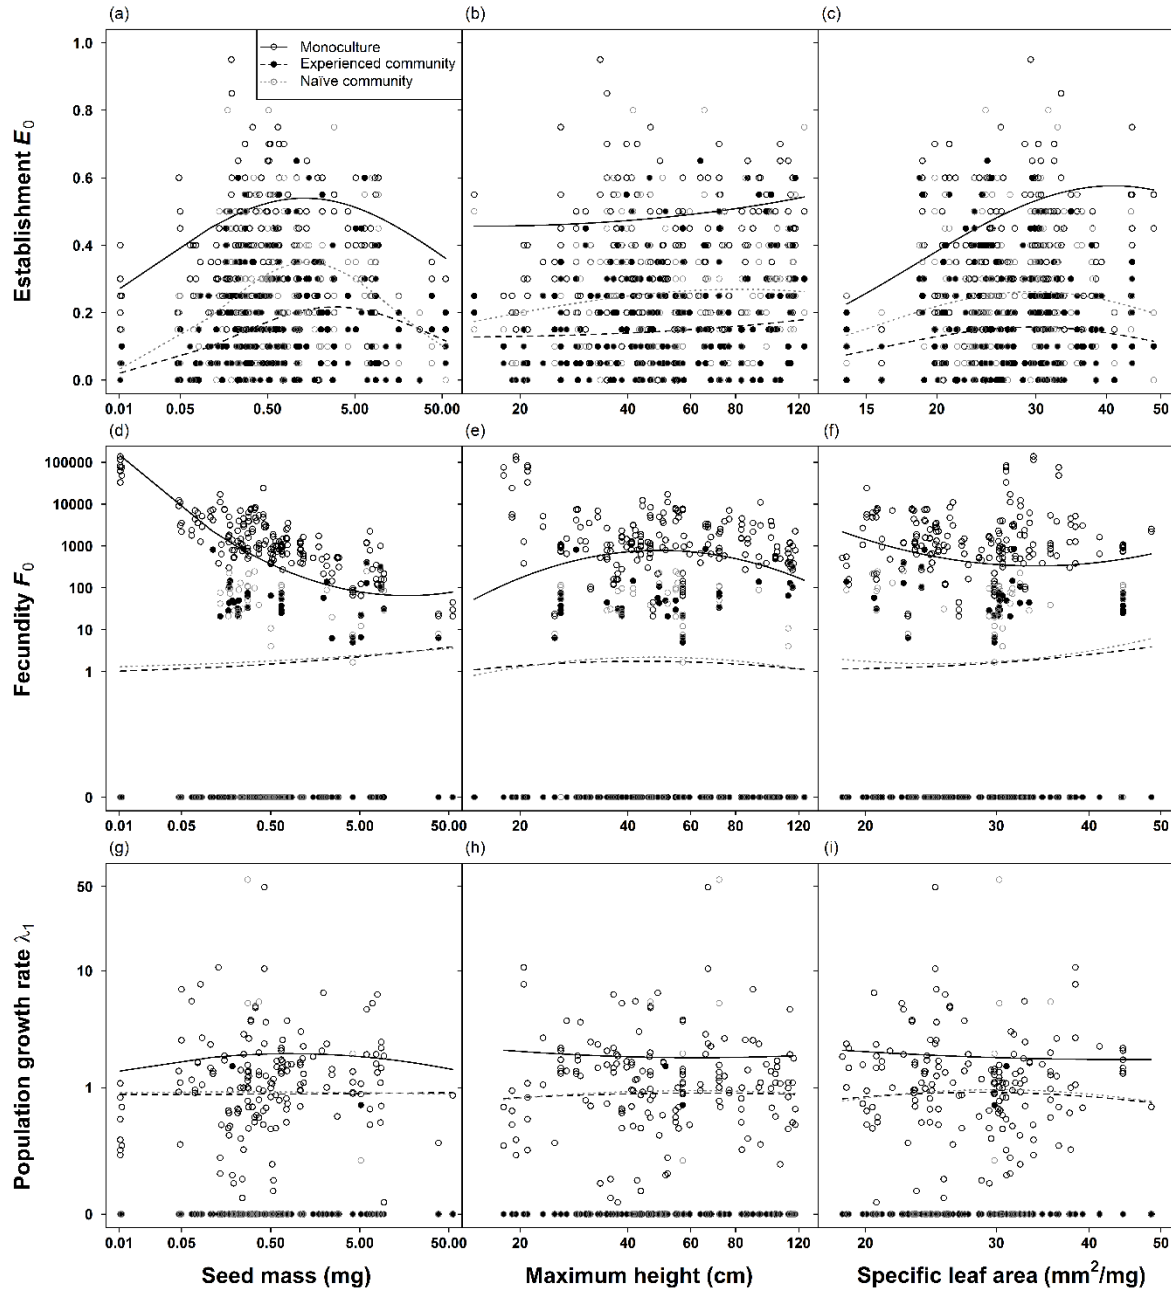 (a) (b) (c)
Monoculture
Experienced community
Naïve community
Establishment E0
1.0
0.8
0.6
0.4
0.2
0.0
0.01 0.05 0.50 5.00 50.00
20 40 60 80 120
15 20 30 40 50
(d) (e) (f)
Fecundity F0
100000
10000
1000
100
10
1
0
0.01 0.05 0.50 5.00 50.00
20 40 60 80 120
20 30 40 50
(g) (h) (i)
Population growth rate λ1
50
10
1
0
0.01 0.05 0.50 5.00 50.00
20 40 60 80 120
20 30 40 50
Seed mass (mg) Maximum height (cm) Specific leaf area (mm²/mg)